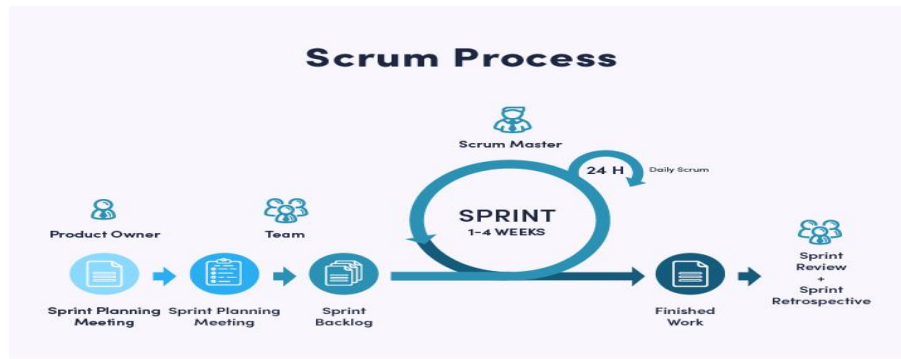 Scrum Process
Scrum Master
24 H
Daily Scrum
SPRINT
1-4 WEEKS
Product Owner
Team
Sprint Planning
Meeting
Sprint Planning
Meeting
Sprint
Backlog
Finished
Work
Sprint
Review
+
Sprint
Retrospective